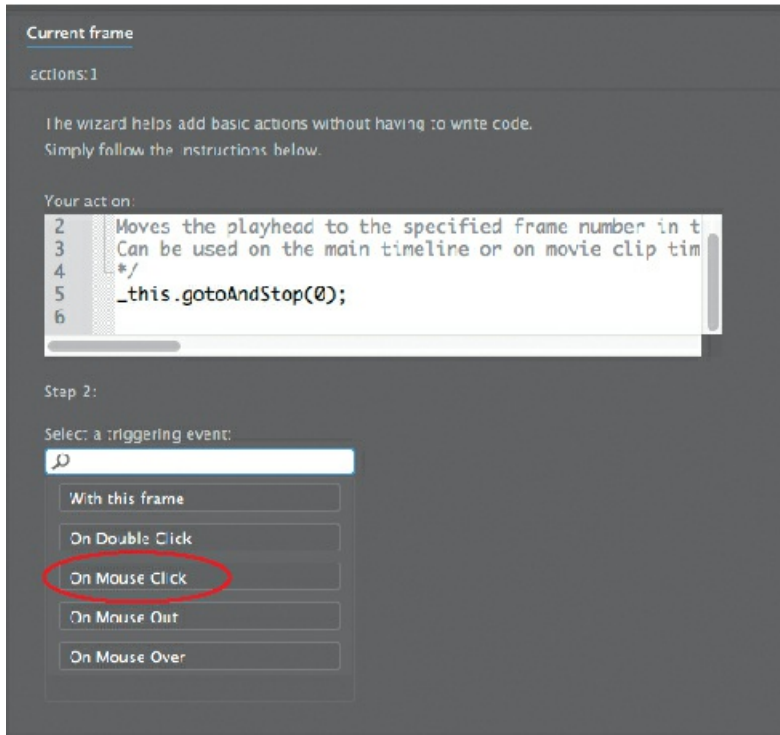 Current frame
actions:1
The wizard helps add basic actions without having to write code.
Simply follow the instructions below.
Your action:
2 Moves the playhead to the specified frame number in t
3 Can be used on the main timeline or on movie clip tim
4 */
5 _this.gotoAndStop(0);
6
Step 2:
Select a triggering event:
With this frame
On Double Click
On Mouse Click
On Mouse Out
On Mouse Over